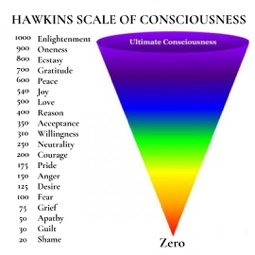 HAWKINS SCALE OF CONSCIOUSNESS
1000 Enlightenment
900 Oneness
800 Ecstasy
700 Gratitude
600 Peace
540 Joy
500 Love
400 Reason
350 Acceptance
310 Willingness
250 Neutrality
200 Courage
175 Pride
150 Anger
125 Desire
100 Fear
75 Grief
50 Apathy
30 Guilt
20 Shame
Ultimate Consciousness
Zero